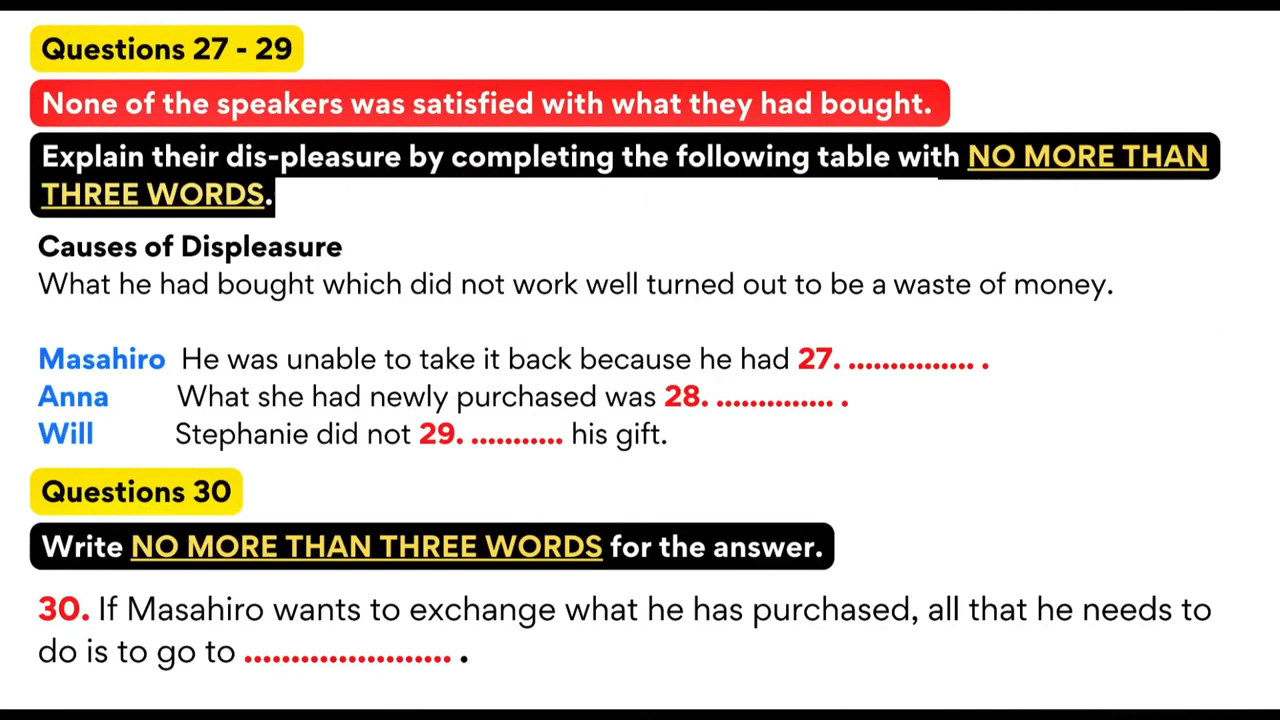 Questions 27 - 29
None of the speakers was satisfied with what they had bought.
Explain their dis-pleasure by completing the following table with NO MORE THAN
THREE WORDS.
Causes of Displeasure
What he had bought which did not work well turned out to be a waste of money.
Masahiro He was unable to take it back because he had 27. ............... .
Anna What she had newly purchased was 28. .............. .
Will Stephanie did not 29. ........... his gift.
Questions 30
Write NO MORE THAN THREE WORDS for the answer.
30. If Masahiro wants to exchange what he has purchased, all that he needs to
do is to go to ...................... .